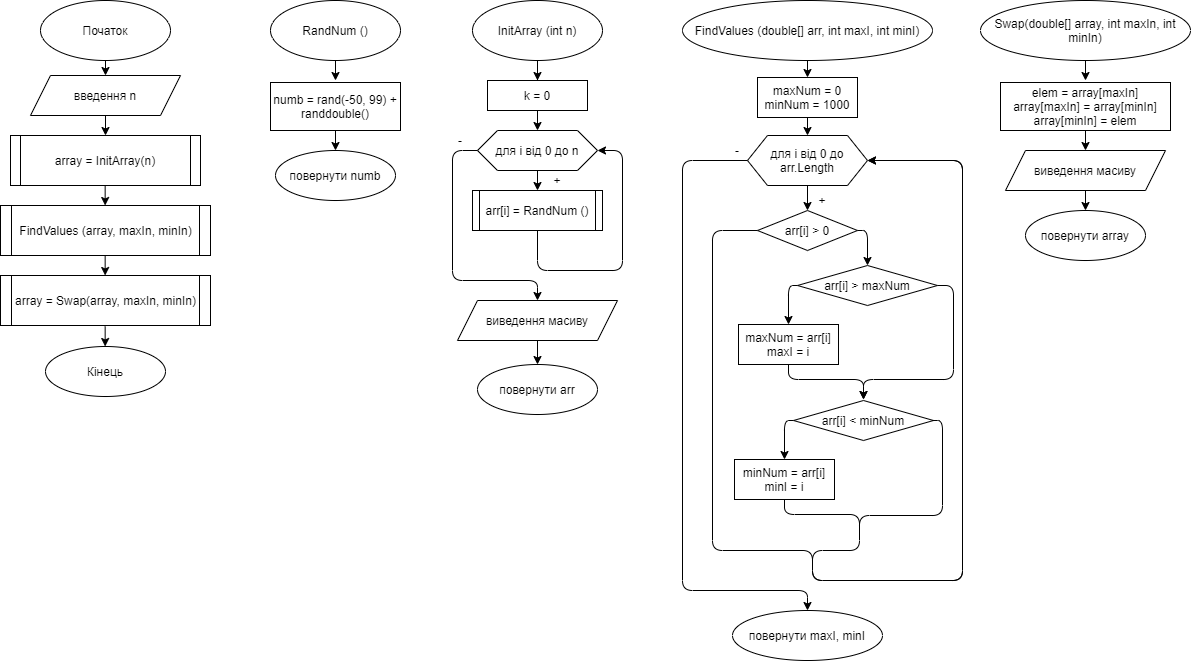 Початок
введення n
array = InitArray(n)
FindValues (array, maxIn, minIn)
array = Swap(array, maxIn, minIn)
Кінець
RandNum ()
numb = rand(-50, 99) +
randdouble()
повернути numb
InitArray (int n)
k = 0
для i від 0 до n
-
+
arr[i] = RandNum ()
виведення масиву
повернути arr
FindValues (double[] arr, int maxI, int minI)
maxNum = 0
minNum = 1000
для i від 0 до
arr.Length
-
+
arr[i] > 0
arr[i] > maxNum
maxNum = arr[i]
maxI = i
arr[i] < minNum
minNum = arr[i]
minI = i
повернути maxI, minI
Swap(double[] array, int maxIn, int
minIn)
elem = array[maxIn]
array[maxIn] = array[minIn]
array[minIn] = elem
виведення масиву
повернути array